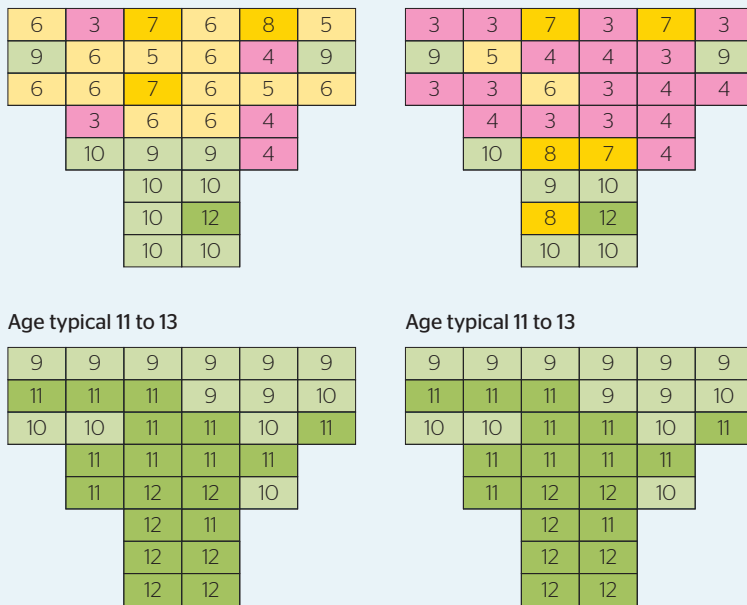 6 3 7 6 8 5
9 6 5 6 4 9
6 6 7 6 5 6
3 6 6 4
10 9 9 4
10 10
10 12
10 10
3 3 7 3 7 3
9 5 4 4 3 9
3 3 6 3 4 4
4 3 3 4
10 8 7 4
9 10
8 12
10 10
Age typical 11 to 13
9 9 9 9 9 9
11 11 11 9 9 10
10 10 11 11 10 11
11 11 11 11
11 12 12 10
12 11
12 12
12 12
Age typical 11 to 13
9 9 9 9 9 9
11 11 11 9 9 10
10 10 11 11 10 11
11 11 11 11
11 12 12 10
12 11
12 12
12 12